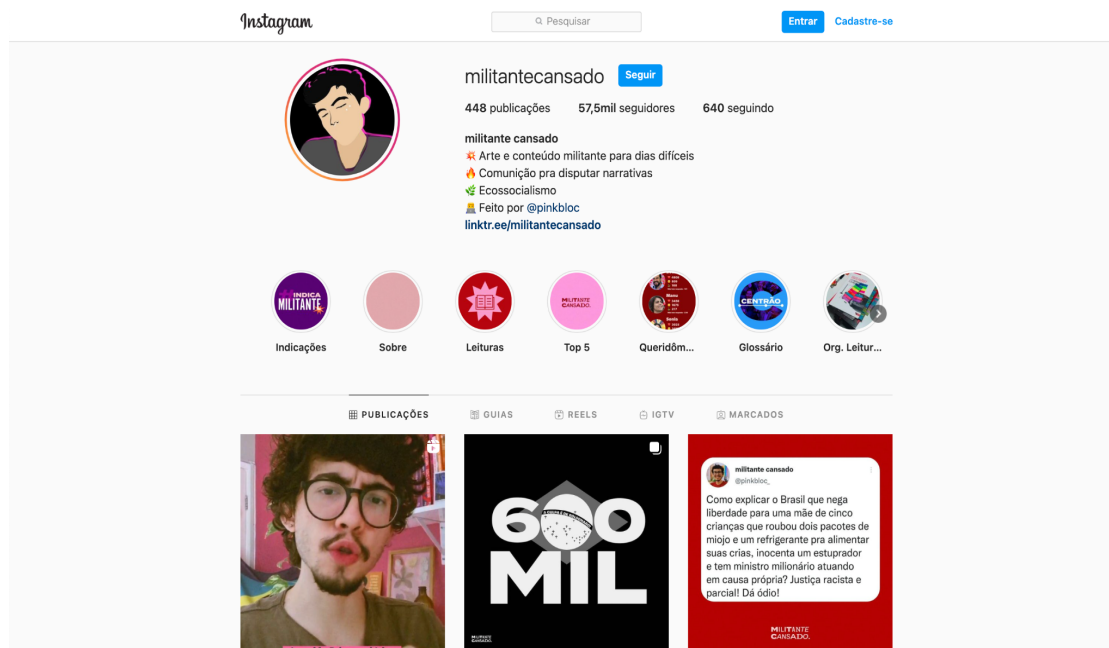 Instagram
Pesquisar
Entrar
Cadastre-se
militantecansado
Seguir
448 publicações 57,5mil seguidores 640 seguindo
militante cansado
💥 Arte e conteúdo militante para dias difíceis
🔥 Comunição pra disputar narrativas
🌿 Ecossocialismo
👨‍💻 Feito por @pinkbloc
linktr.ee/militantecansado
INDICA
MILITANTE
MILITANTE
CANSADO.
CENTRÃO
Indicações
Sobre
Leituras
Top 5
Queridôm...
Glossário
Org. Leitur...
PUBLICAÇÕES
GUIAS
REELS
IGTV
MARCADOS
600
MIL
MILITANTE
CANSADO.
militante cansado
@pinkbloc_
Como explicar o Brasil que nega
liberdade para uma mãe de cinco
crianças que roubou dois pacotes de
miojo e um refrigerante pra alimentar
suas crias, inocenta um estuprador
e tem ministro milionário atuando
em causa própria? Justiça racista e
parcial! Dá ódio!
MILITANTE
CANSADO.